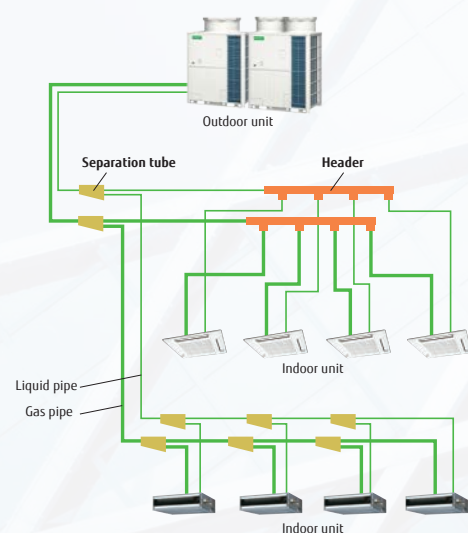 Outdoor unit
Separation tube
Header
Indoor unit
Liquid pipe
Gas pipe
Indoor unit